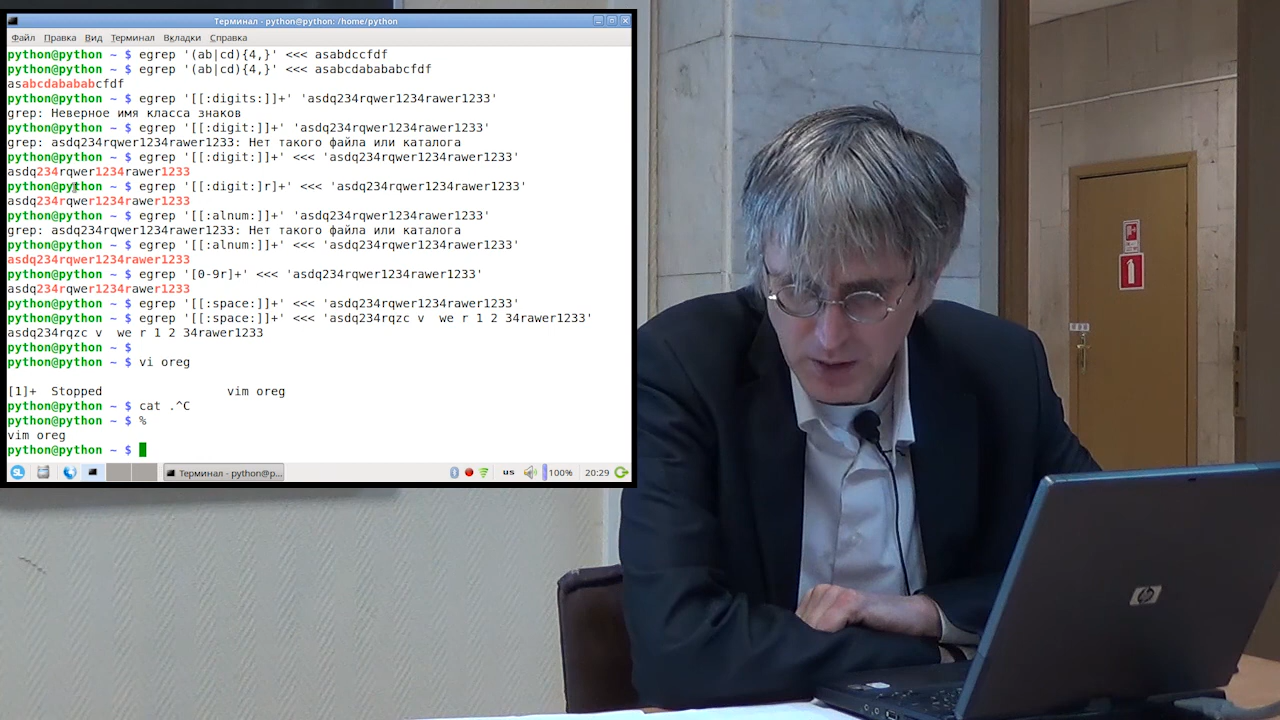 Терминал - python@python: /home/python
Файл Правка Вид Терминал Вкладки Справка
python@python ~ $ egrep '(ab|cd){4,}' <<< asabdccfdf
python@python ~ $ egrep '(ab|cd){4,}' <<< asabcdabababcfdf
asabcdabababcfdf
python@python ~ $ egrep '[[:digits:]]+' 'asdq234rqwer1234rawer1233'
grep: Неверное имя класса знаков
python@python ~ $ egrep '[[:digit:]]+' 'asdq234rqwer1234rawer1233'
grep: asdq234rqwer1234rawer1233: Нет такого файла или каталога
python@python ~ $ egrep '[[:digit:]]+' <<< 'asdq234rqwer1234rawer1233'
asdq234rqwer1234rawer1233
python@python ~ $ egrep '[[:digit:]r]+' <<< 'asdq234rqwer1234rawer1233'
asdq234rqwer1234rawer1233
python@python ~ $ egrep '[[:alnum:]]+' 'asdq234rqwer1234rawer1233'
grep: asdq234rqwer1234rawer1233: Нет такого файла или каталога
python@python ~ $ egrep '[[:alnum:]]+' <<< 'asdq234rqwer1234rawer1233'
asdq234rqwer1234rawer1233
python@python ~ $ egrep '[0-9r]+' <<< 'asdq234rqwer1234rawer1233'
asdq234rqwer1234rawer1233
python@python ~ $ egrep '[[:space:]]+' <<< 'asdq234rqwer1234rawer1233'
python@python ~ $ egrep '[[:space:]]+' <<< 'asdq234rqzc v  we r 1 2 34rawer1233'
asdq234rqzc v  we r 1 2 34rawer1233
python@python ~ $
python@python ~ $ vi oreg
[1]+  Stopped                 vim oreg
python@python ~ $ cat .^C
python@python ~ $ %
vim oreg
python@python ~ $
Терминал - python@p... us 100% 20:29
hp